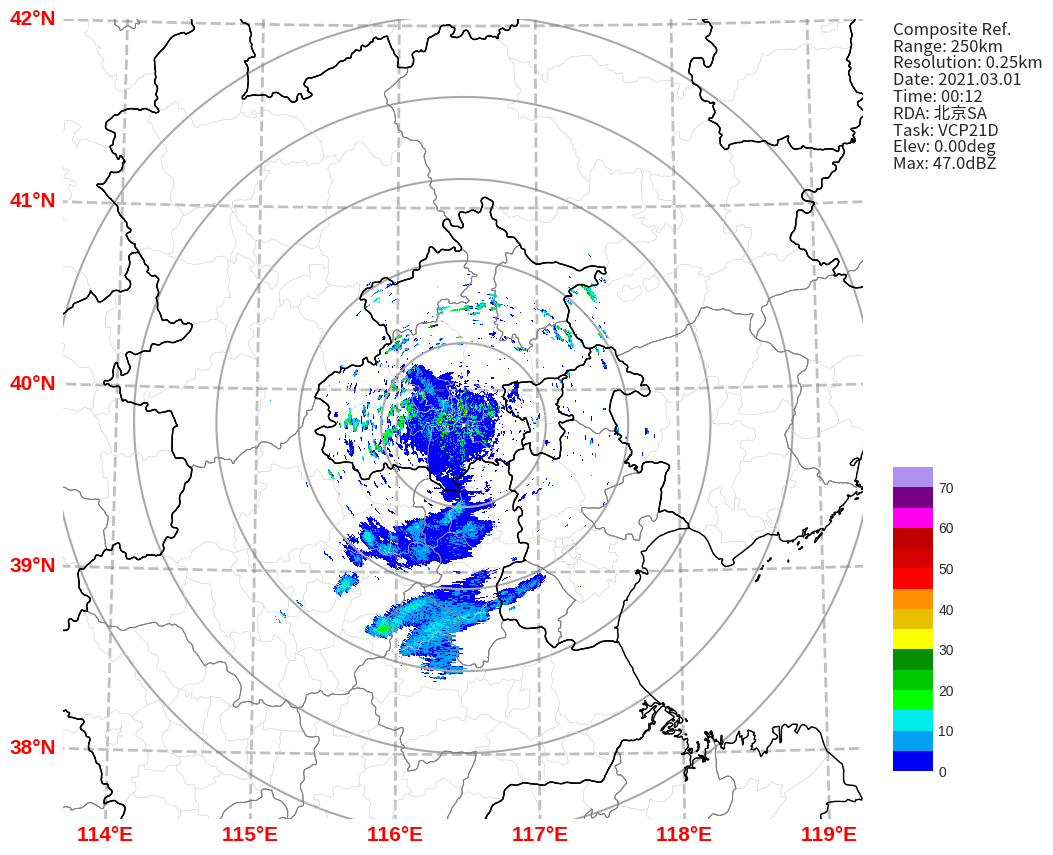 42°N
41°N
40°N
39°N
38°N
114°E
115°E
116°E
117°E
118°E
119°E
Composite Ref.
Range: 250km
Resolution: 0.25km
Date: 2021.03.01
Time: 00:12
RDA: 北京SA
Task: VCP21D
Elev: 0.00deg
Max: 47.0dBZ
70
60
50
40
30
20
10
0